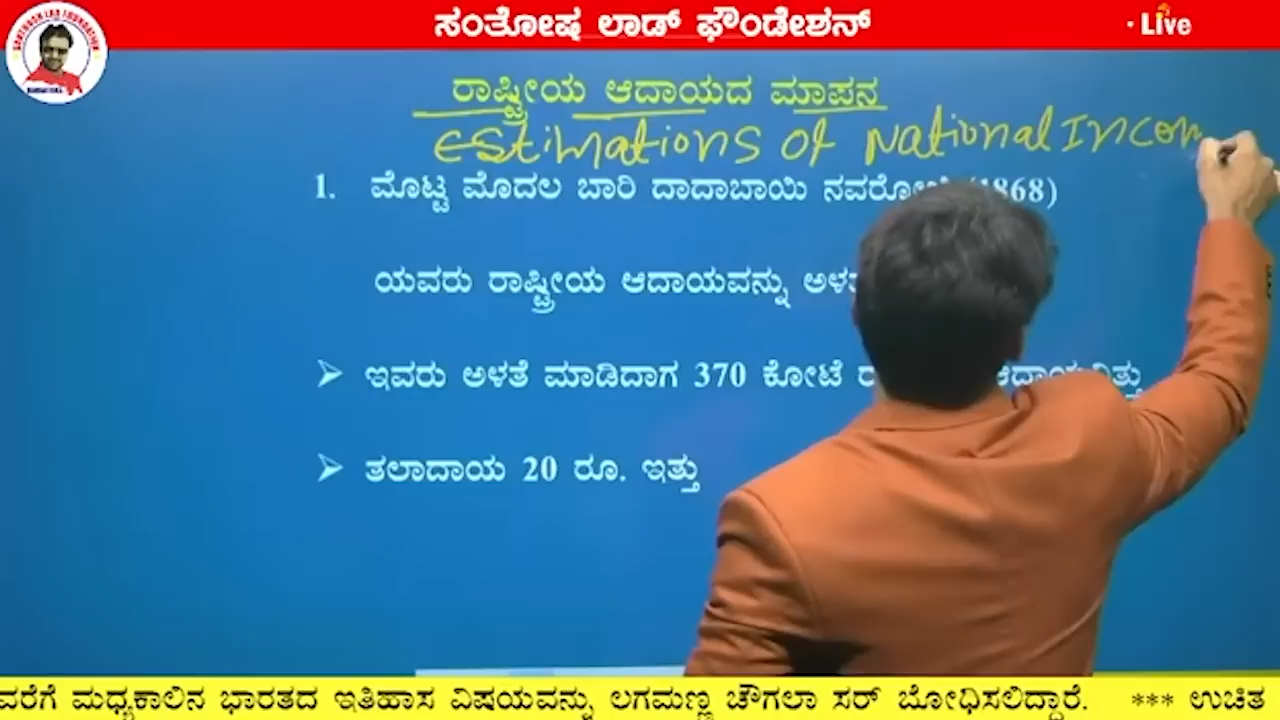 ಸಂತೋಷ ಲಾಡ್ ಫೌಂಡೇಶನ್
Live
ರಾಷ್ಟ್ರೀಯ ಆದಾಯದ ಮಾಪನ
Estimations of National Incom
1. ಮೊಟ್ಟ ಮೊದಲ ಬಾರಿ ದಾದಾಬಾಯಿ 1868)
ಯವರು ರಾಷ್ಟ್ರೀಯ ಆದಾಯವನ್ನು
ಇವರು ಅಳತೆ ಮಾಡಿದಾಗ 370 ಕೋಟೆ
ತಲಾದಾಯ 20 ರೂ. ಇತ್ತು
ವರೆಗೆ ಮಧ್ಯಕಾಲಿನ ಭಾರತದ ಇತಿಹಾಸ ವಿಷಯವನ್ನು ಲಗಮಣ್ಣ ಚೌಗಲಾ ಸರ್ ಬೋಧಿಸಲಿದ್ದಾರೆ. *** ಉಚಿತ